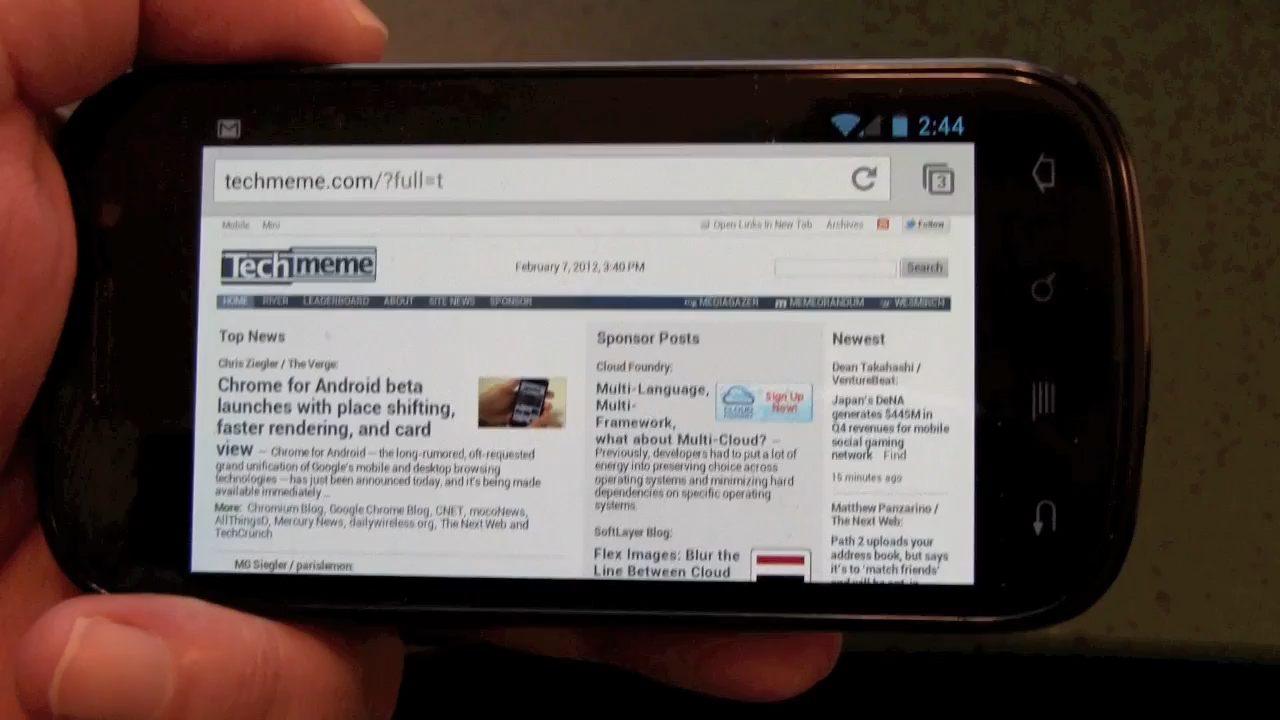 2:44
techmeme.com/?full=t
3
Mobile Mini
Open Links In New Tab Archives Follow
Techmeme
February 7, 2012, 3:40 PM
Search
HOME RIVER LEADERBOARD ABOUT SITE NEWS SPONSOR
MEDIAGAZER MEMEORANDUM WESMIRCH
Top News
Chris Ziegler / The Verge:
Chrome for Android beta
launches with place shifting,
faster rendering, and card
view — Chrome for Android — the long-rumored, oft-requested
grand unification of Google's mobile and desktop browsing
technologies — has just been announced today, and it's being made
available immediately ...
More: Chromium Blog, Google Chrome Blog, CNET, mocoNews,
AllThingsD, Mercury News, dailywireless.org, The Next Web and
TechCrunch
MG Siegler / parislemon:
Sponsor Posts
Cloud Foundry:
Multi-Language,
Multi-
Framework,
what about Multi-Cloud? —
Previously, developers had to put a lot of
energy into preserving choice across
operating systems and minimizing hard
dependencies on specific operating
systems.
Sign Up
Now!
SoftLayer Blog:
Flex Images: Blur the
Line Between Cloud
Newest
Dean Takahashi /
VentureBeat:
Japan's DeNA
generates $445M in
Q4 revenues for mobile
social gaming
network Find
15 minutes ago
Matthew Panzarino /
The Next Web:
Path 2 uploads your
address book, but says
it's to 'match friends'